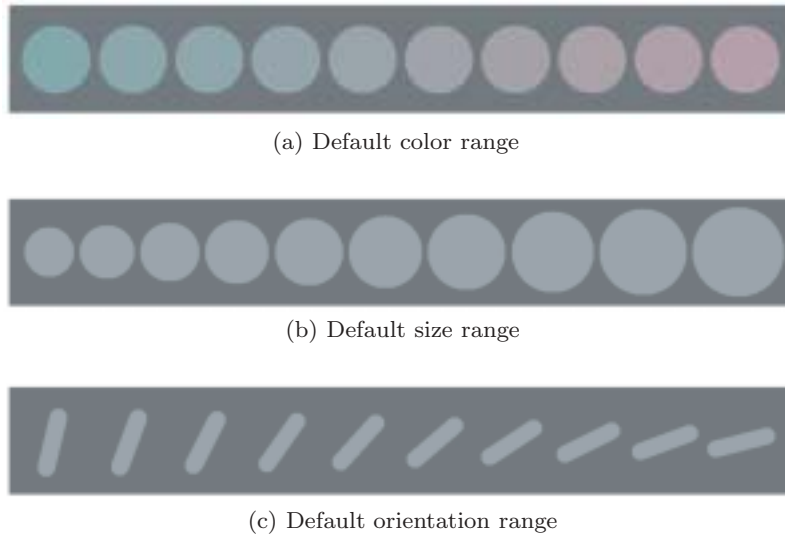 (a) Default color range
(b) Default size range
(c) Default orientation range